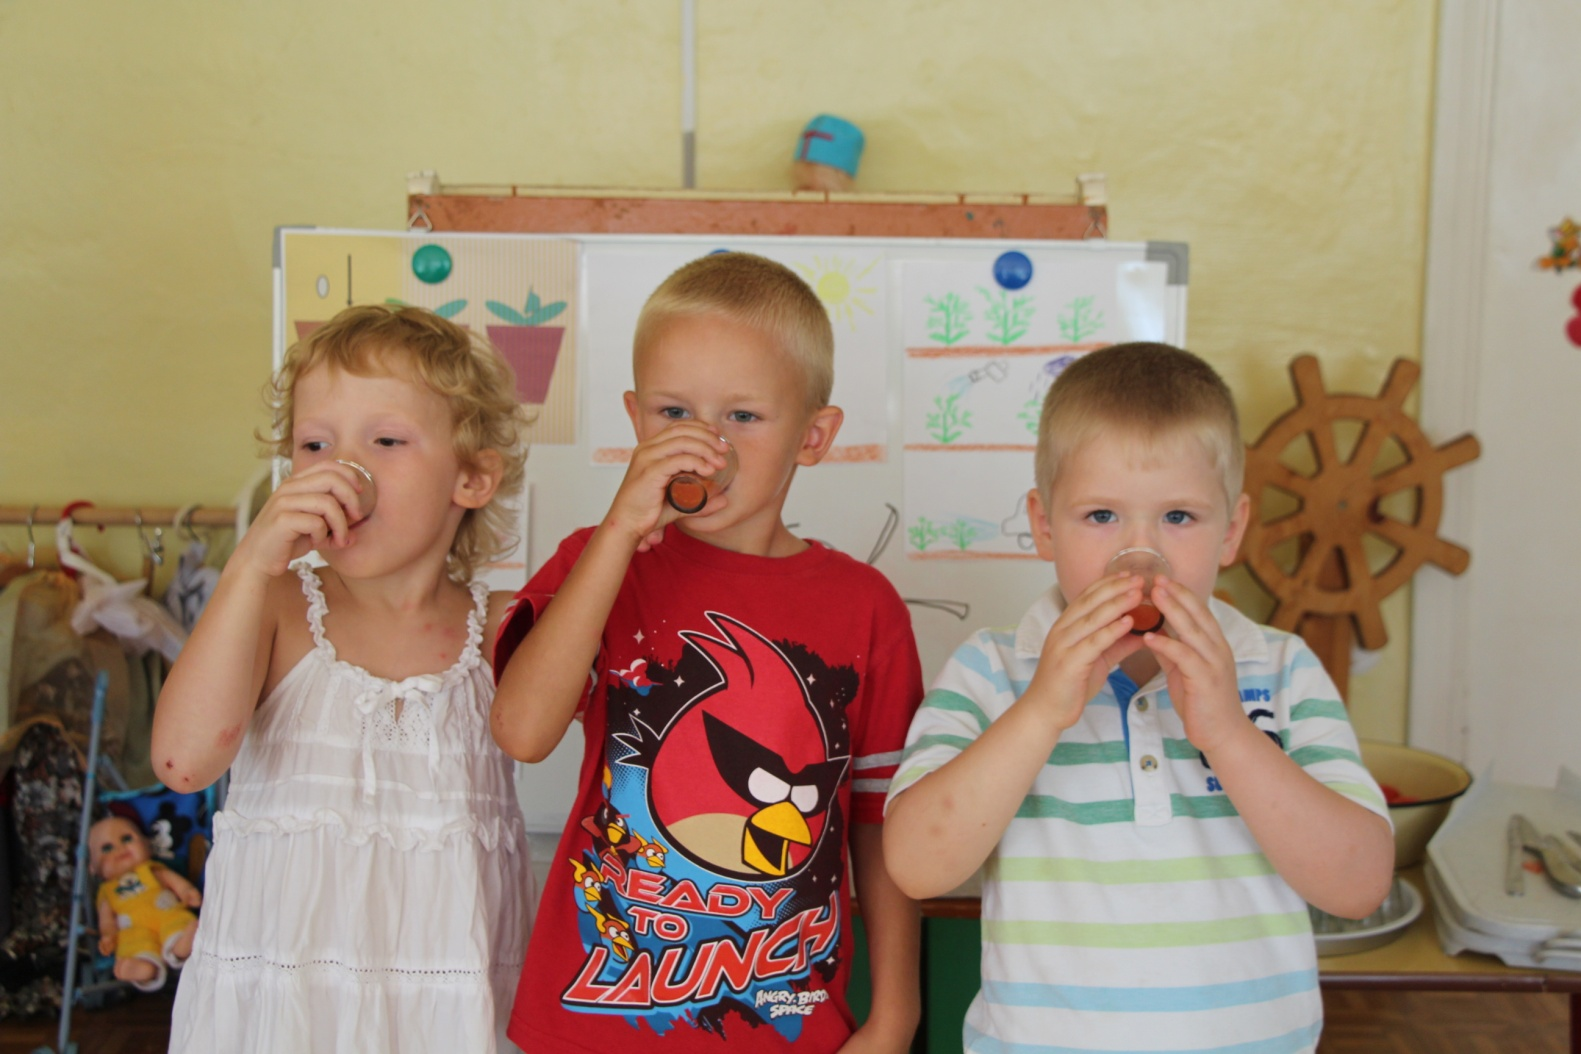 READY
TO
LAUNCH
ANGRY BIRDS
SPACE